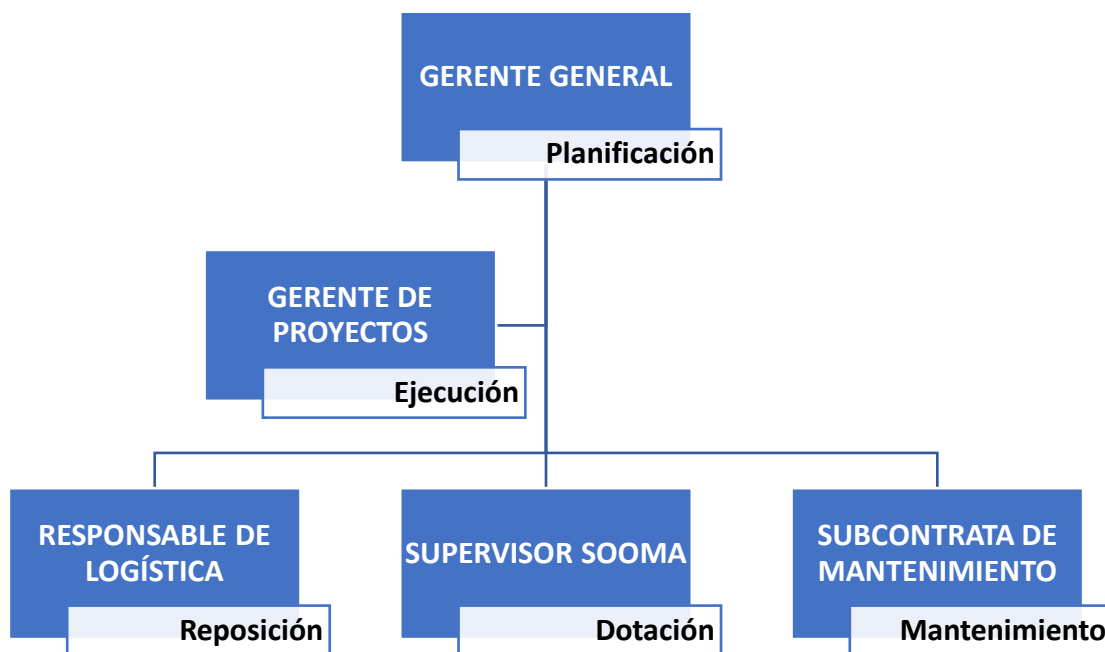 GERENTE GENERAL
Planificación
GERENTE DE
PROYECTOS
Ejecución
RESPONSABLE DE
LOGÍSTICA
Reposición
SUPERVISOR SOOMA
Dotación
SUBCONTRATA DE
MANTENIMIENTO
Mantenimiento